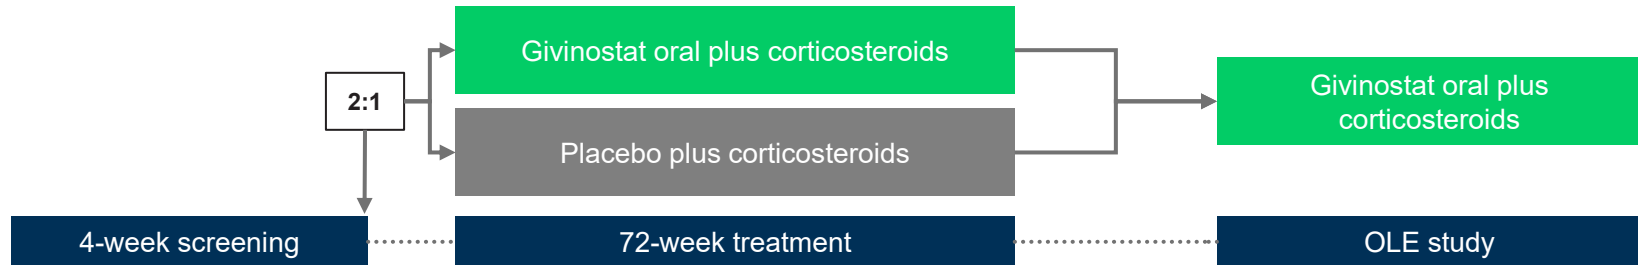 Givinostat oral plus corticosteroids
2:1
Placebo plus corticosteroids
Givinostat oral plus
corticosteroids
4-week screening
72-week treatment
OLE study